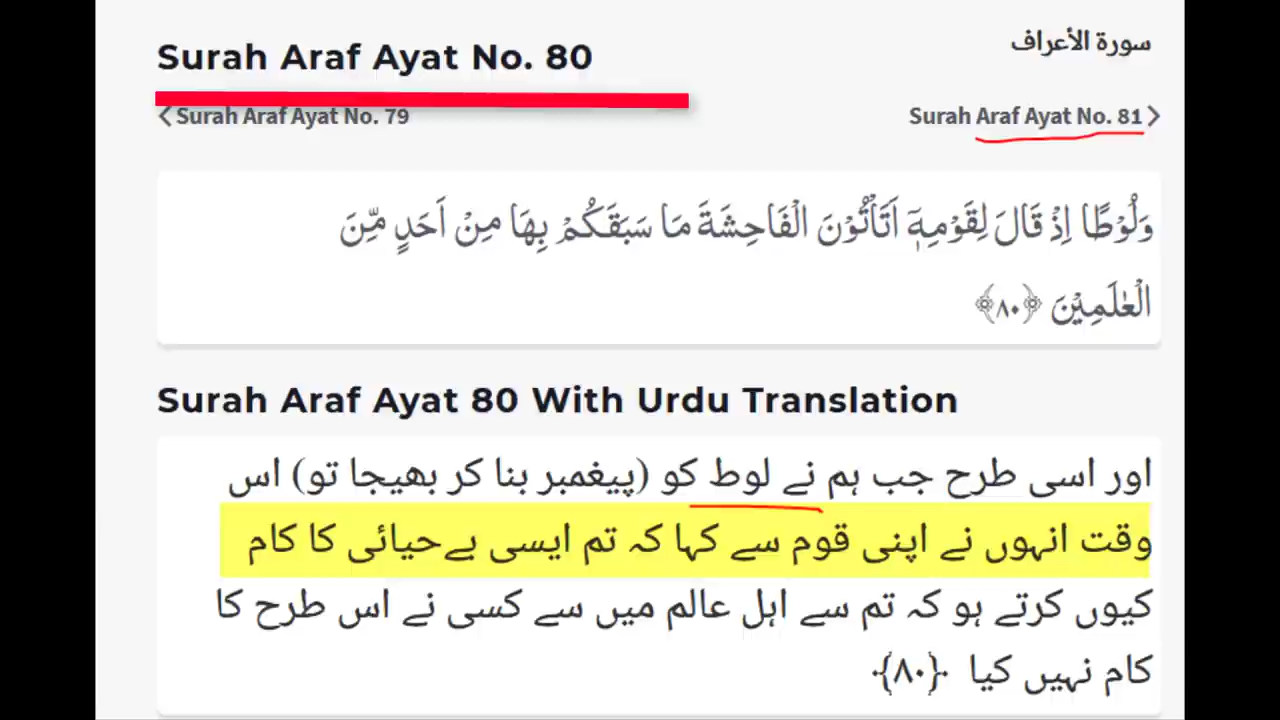 Surah Araf Ayat No. 80
سورة الأعراف
Surah Araf Ayat No. 79
Surah Araf Ayat No. 81
وَلُوۡطًا اِذۡ قَالَ لِقَوۡمِهٖۤ اَتَاۡتُوۡنَ الۡفَاحِشَةَ مَا سَبَقَكُمۡ بِهَا مِنۡ اَحَدٍ مِّنَ
الۡعٰلَمِيۡنَ ﴿۸۰﴾
Surah Araf Ayat 80 With Urdu Translation
اور اسی طرح جب ہم نے لوط کو (پیغمبر بنا کر بھیجا تو) اس
وقت انہوں نے اپنی قوم سے کہا کہ تم ایسی بےحیائی کا کام
کیوں کرتے ہو کہ تم سے اہل عالم میں سے کسی نے اس طرح کا
کام نہیں کیا ﴿۸۰﴾